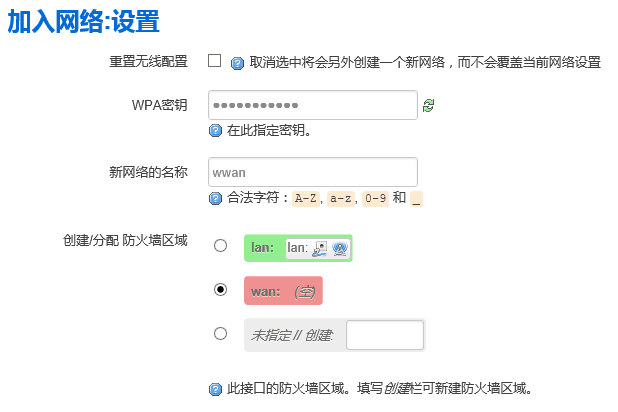 加入网络:设置
重置无线配置 取消选中将会另外创建一个新网络，而不会覆盖当前网络设置
WPA密钥 ●●●●●●●●●●●
在此指定密钥。
新网络的名称 wwan
合法字符：A-Z, a-z, 0-9 和 _
创建/分配 防火墙区域 lan: lan:
wan: (空)
未指定 // 创建:
此接口的防火墙区域。填写创建栏可新建防火墙区域。